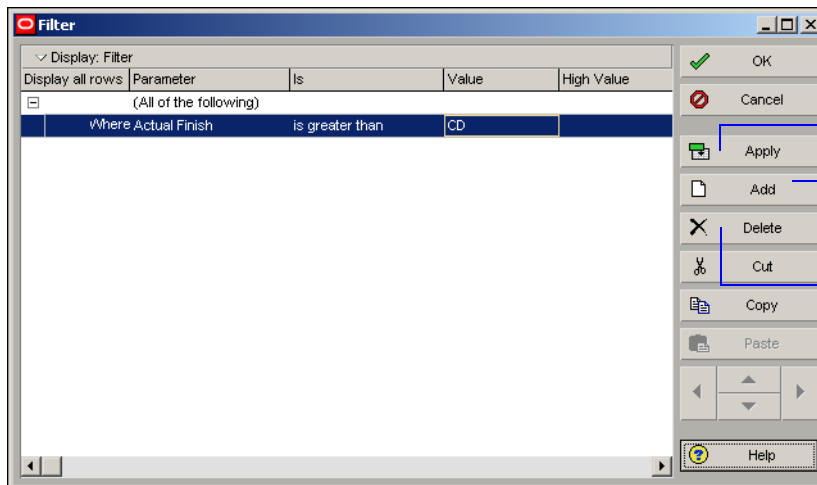 Filter
Display: Filter
Display all rows Parameter Is Value High Value
(All of the following)
Where Actual Finish is greater than CD
OK
Cancel
Apply
Add
Delete
Cut
Copy
Paste
Help